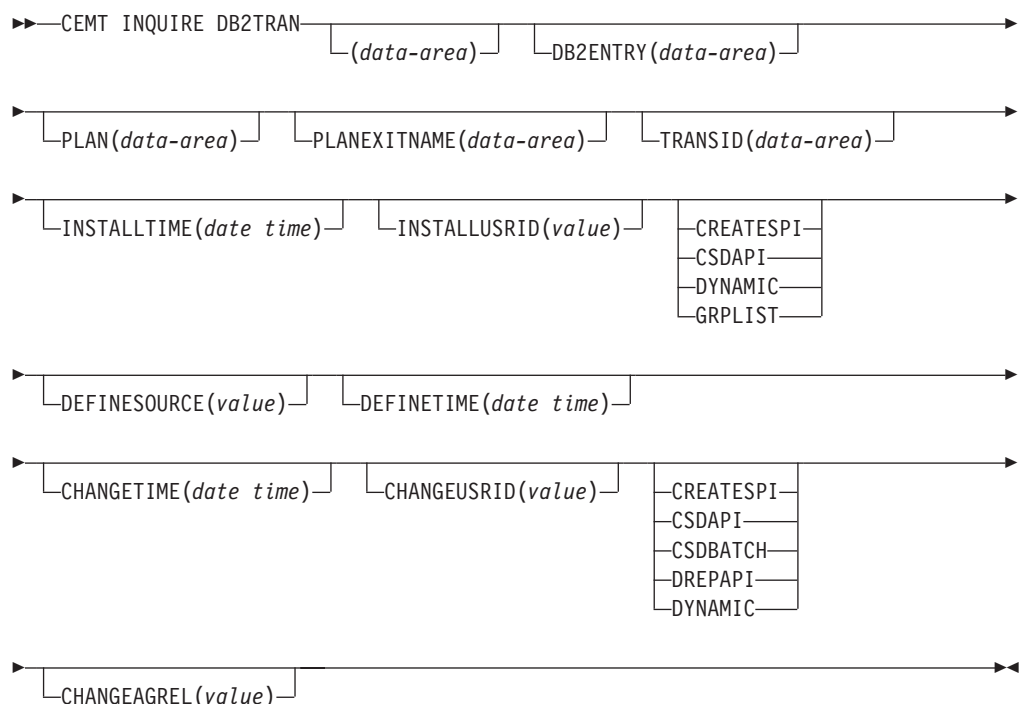 CEMT INQUIRE DB2TRAN
(data-area) DB2ENTRY(data-area)
PLAN(data-area) PLANEXITNAME(data-area) TRANSID(data-area)
INSTALLTIME(date time) INSTALLUSRID(value) CREATESPI
CSDAPI
DYNAMIC
GRPLIST
DEFINESOURCE(value) DEFINETIME(date time)
CHANGETIME(date time) CHANGEUSRID(value) CREATESPI
CSDAPI
CSDBATCH
DREPAPI
DYNAMIC
CHANGEAGREL(value)